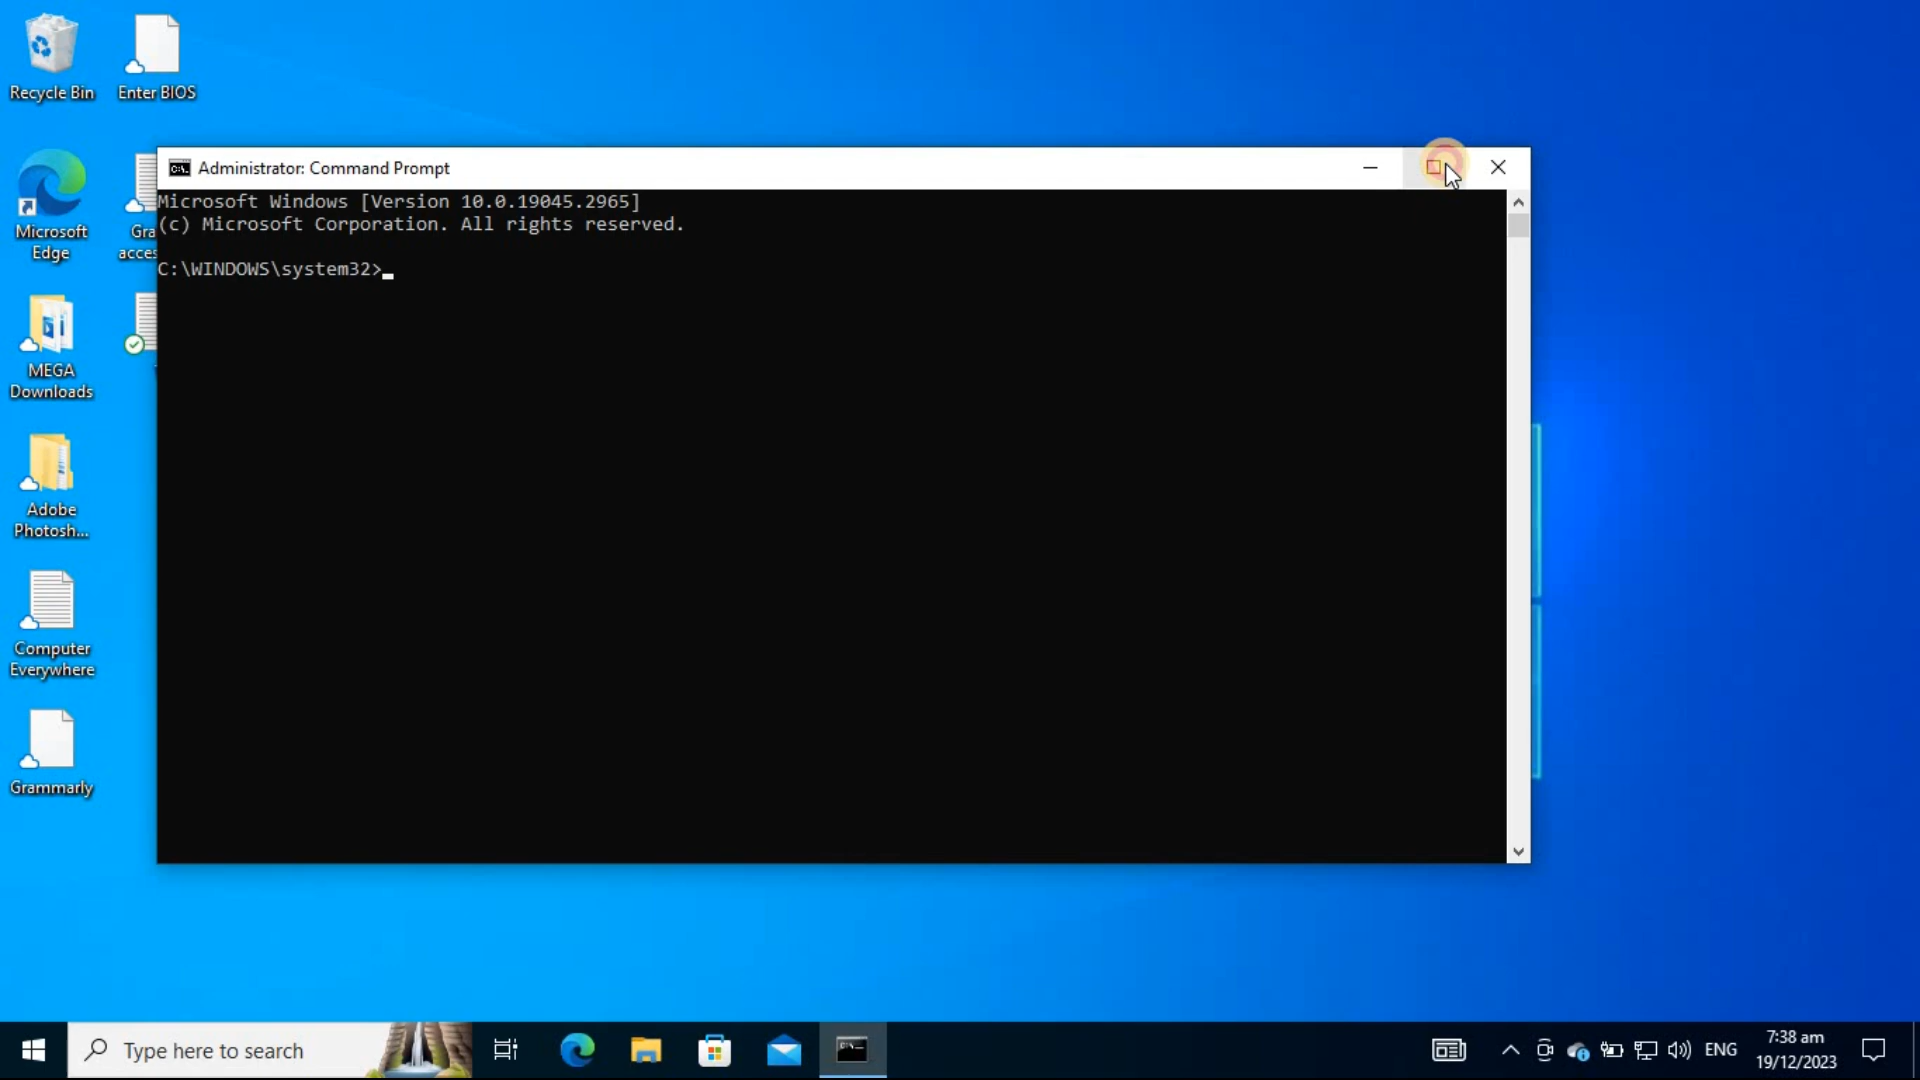 Recycle Bin
Enter BIOS
Microsoft
Edge
Gra
acces
MEGA
Downloads
Adobe
Photosh...
Computer
Everywhere
Grammarly
Administrator: Command Prompt
Microsoft Windows [Version 10.0.19045.2965]
(c) Microsoft Corporation. All rights reserved.
C:\WINDOWS\system32>
Type here to search
ENG
7:38 am
19/12/2023